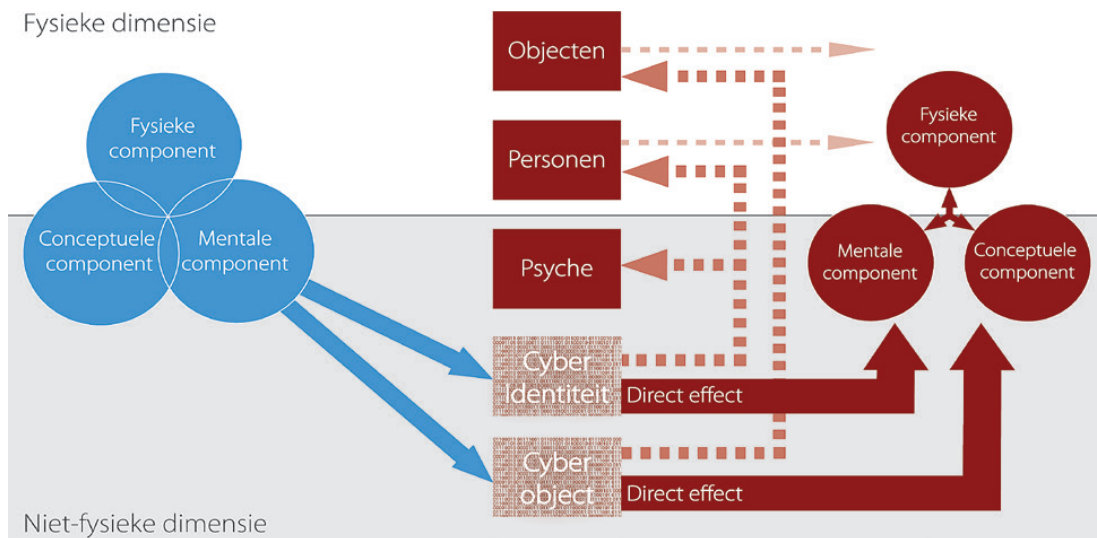 Fysieke dimensie
Fysieke
component
Conceptuele
component
Mentale
component
Objecten
Personen
Psyche
Cyber
Identiteit
Direct effect
Cyber
object
Direct effect
Fysieke
component
Mentale
component
Conceptuele
component
Niet-fysieke dimensie